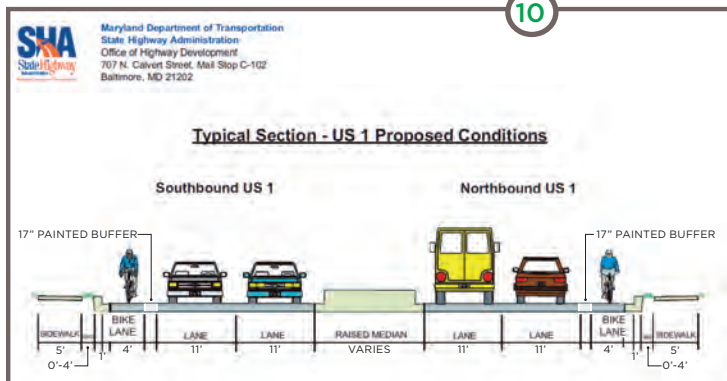 10
SHA
State Highway
Maryland Department of Transportation
State Highway Administration
Office of Highway Development
707 N. Calvert Street, Mail Stop C-102
Baltimore, MD 21202
Typical Section - US 1 Proposed Conditions
Southbound US 1
Northbound US 1
17" PAINTED BUFFER
17" PAINTED BUFFER
SIDEWALK
BIKE
LANE
LANE
LANE
RAISED MEDIAN
LANE
LANE
BIKE
LANE
SIDEWALK
5'
0'-4'
1'
4'
11'
11'
VARIES
11'
11'
4'
1'
0'-4'
5'